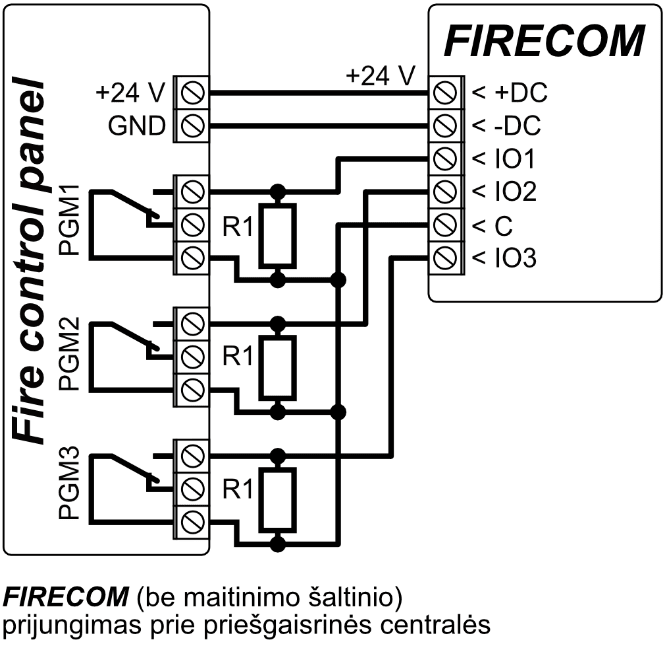 FIRECOM
Fire control panel
+24 V
+24 V
< +DC
GND
< -DC
< IO1
PGM1
< IO2
R1
< C
< IO3
PGM2
R1
PGM3
R1
FIRECOM (be maitinimo šaltinio)
prijungimas prie priešgaisrinės centralės